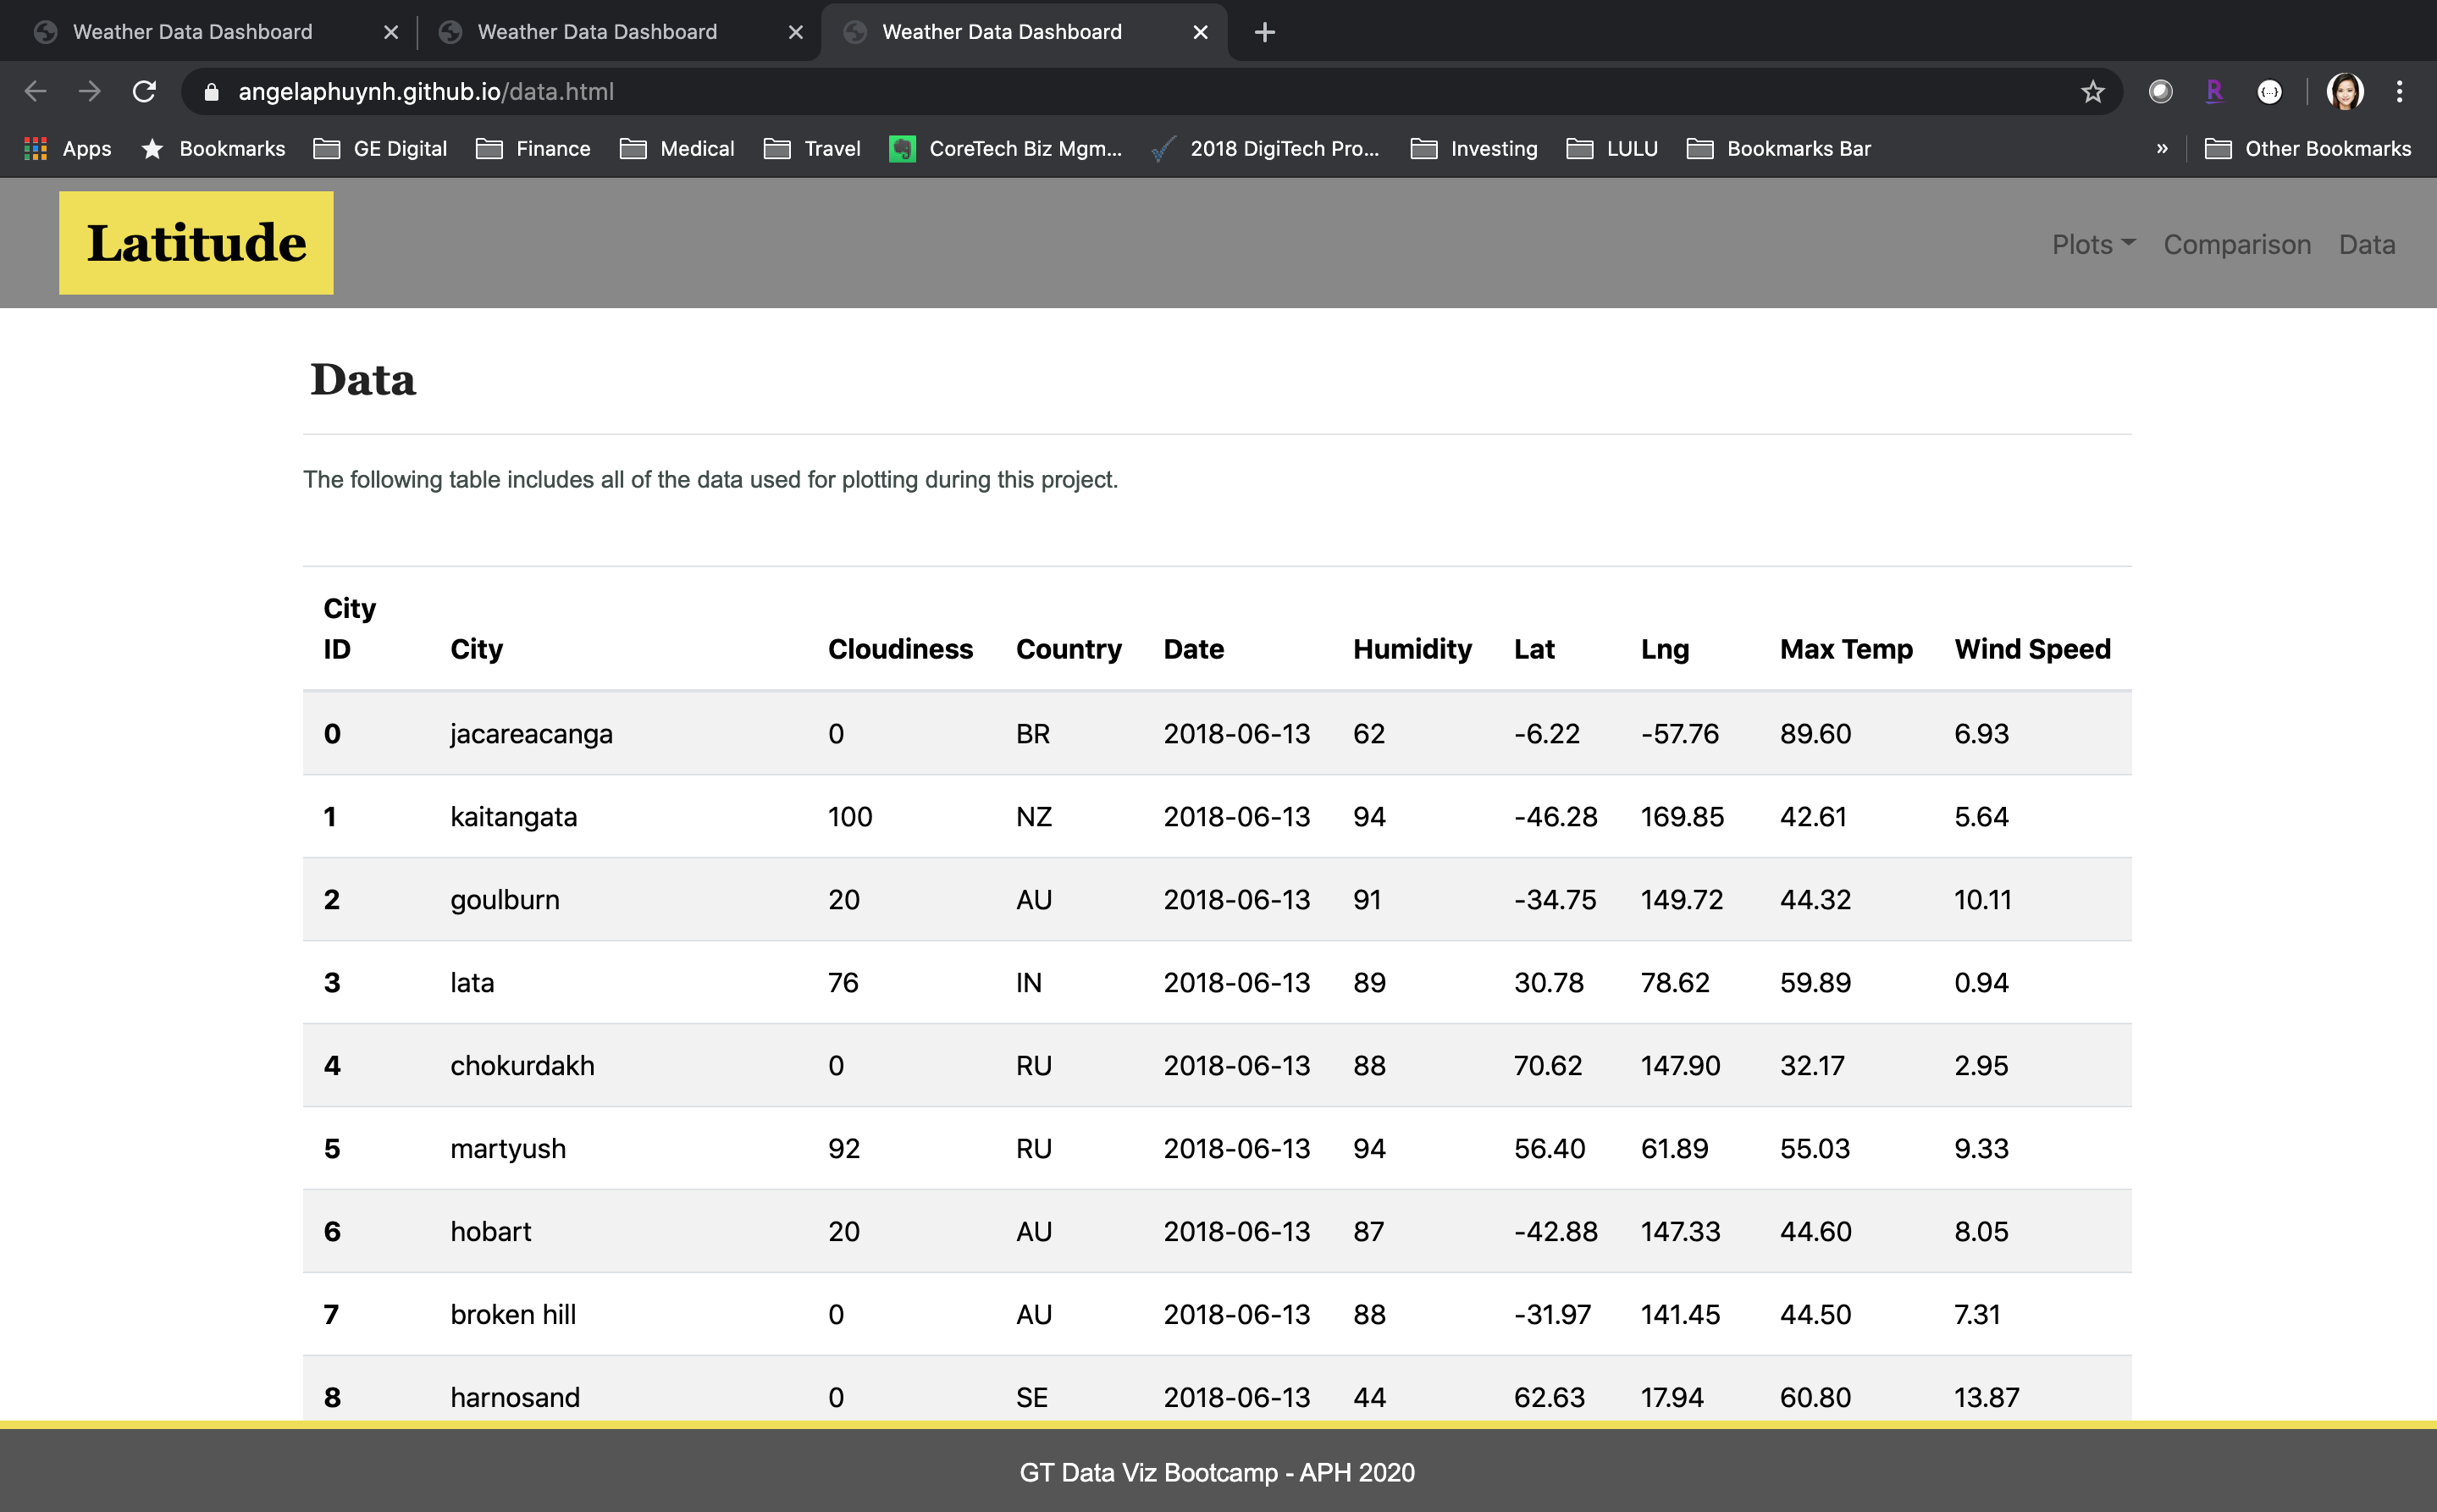 Weather Data Dashboard
Weather Data Dashboard
Weather Data Dashboard
angelaphuynh.github.io/data.html
Apps Bookmarks GE Digital Finance Medical Travel CoreTech Biz Mgm... 2018 DigiTech Pro... Investing LULU Bookmarks Bar » Other Bookmarks
Latitude
Plots Comparison Data
Data
The following table includes all of the data used for plotting during this project.
City ID City Cloudiness Country Date Humidity Lat Lng Max Temp Wind Speed
0 jacareacanga 0 BR 2018-06-13 62 -6.22 -57.76 89.60 6.93
1 kaitangata 100 NZ 2018-06-13 94 -46.28 169.85 42.61 5.64
2 goulburn 20 AU 2018-06-13 91 -34.75 149.72 44.32 10.11
3 lata 76 IN 2018-06-13 89 30.78 78.62 59.89 0.94
4 chokurdakh 0 RU 2018-06-13 88 70.62 147.90 32.17 2.95
5 martyush 92 RU 2018-06-13 94 56.40 61.89 55.03 9.33
6 hobart 20 AU 2018-06-13 87 -42.88 147.33 44.60 8.05
7 broken hill 0 AU 2018-06-13 88 -31.97 141.45 44.50 7.31
8 harnosand 0 SE 2018-06-13 44 62.63 17.94 60.80 13.87
GT Data Viz Bootcamp - APH 2020